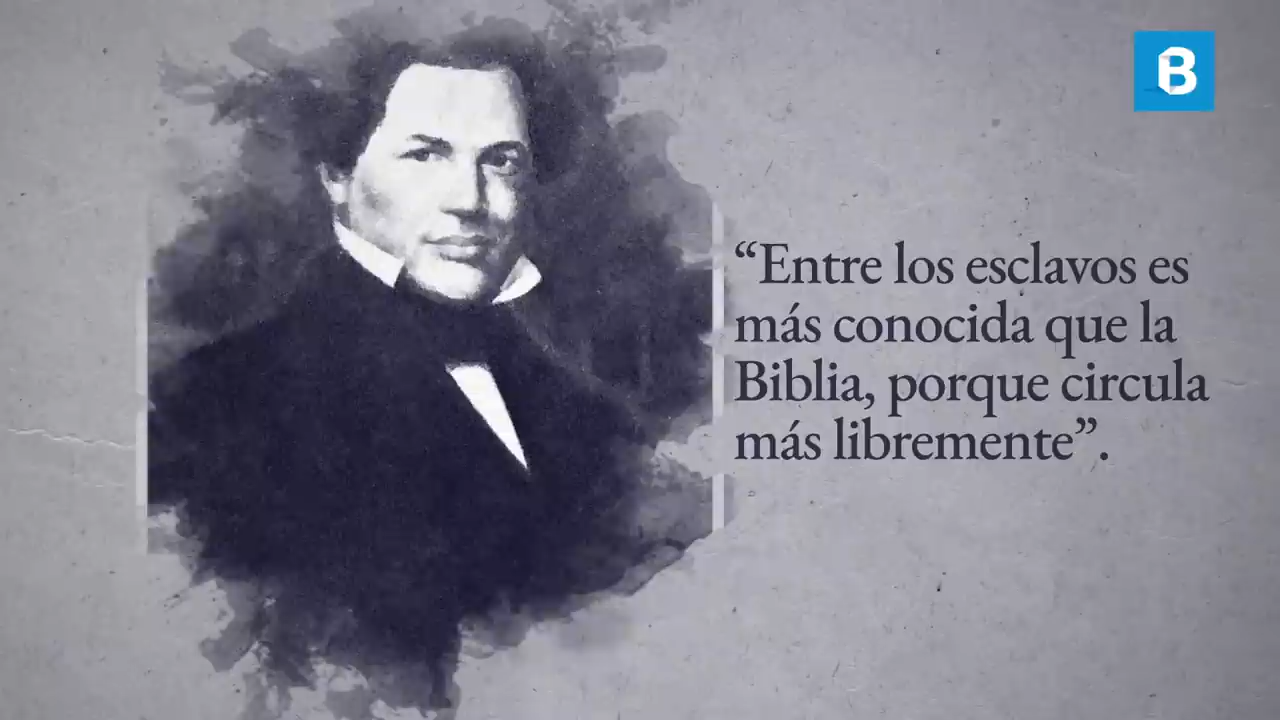 B
“Entre los esclavos es
más conocida que la
Biblia, porque circula
más libremente”.